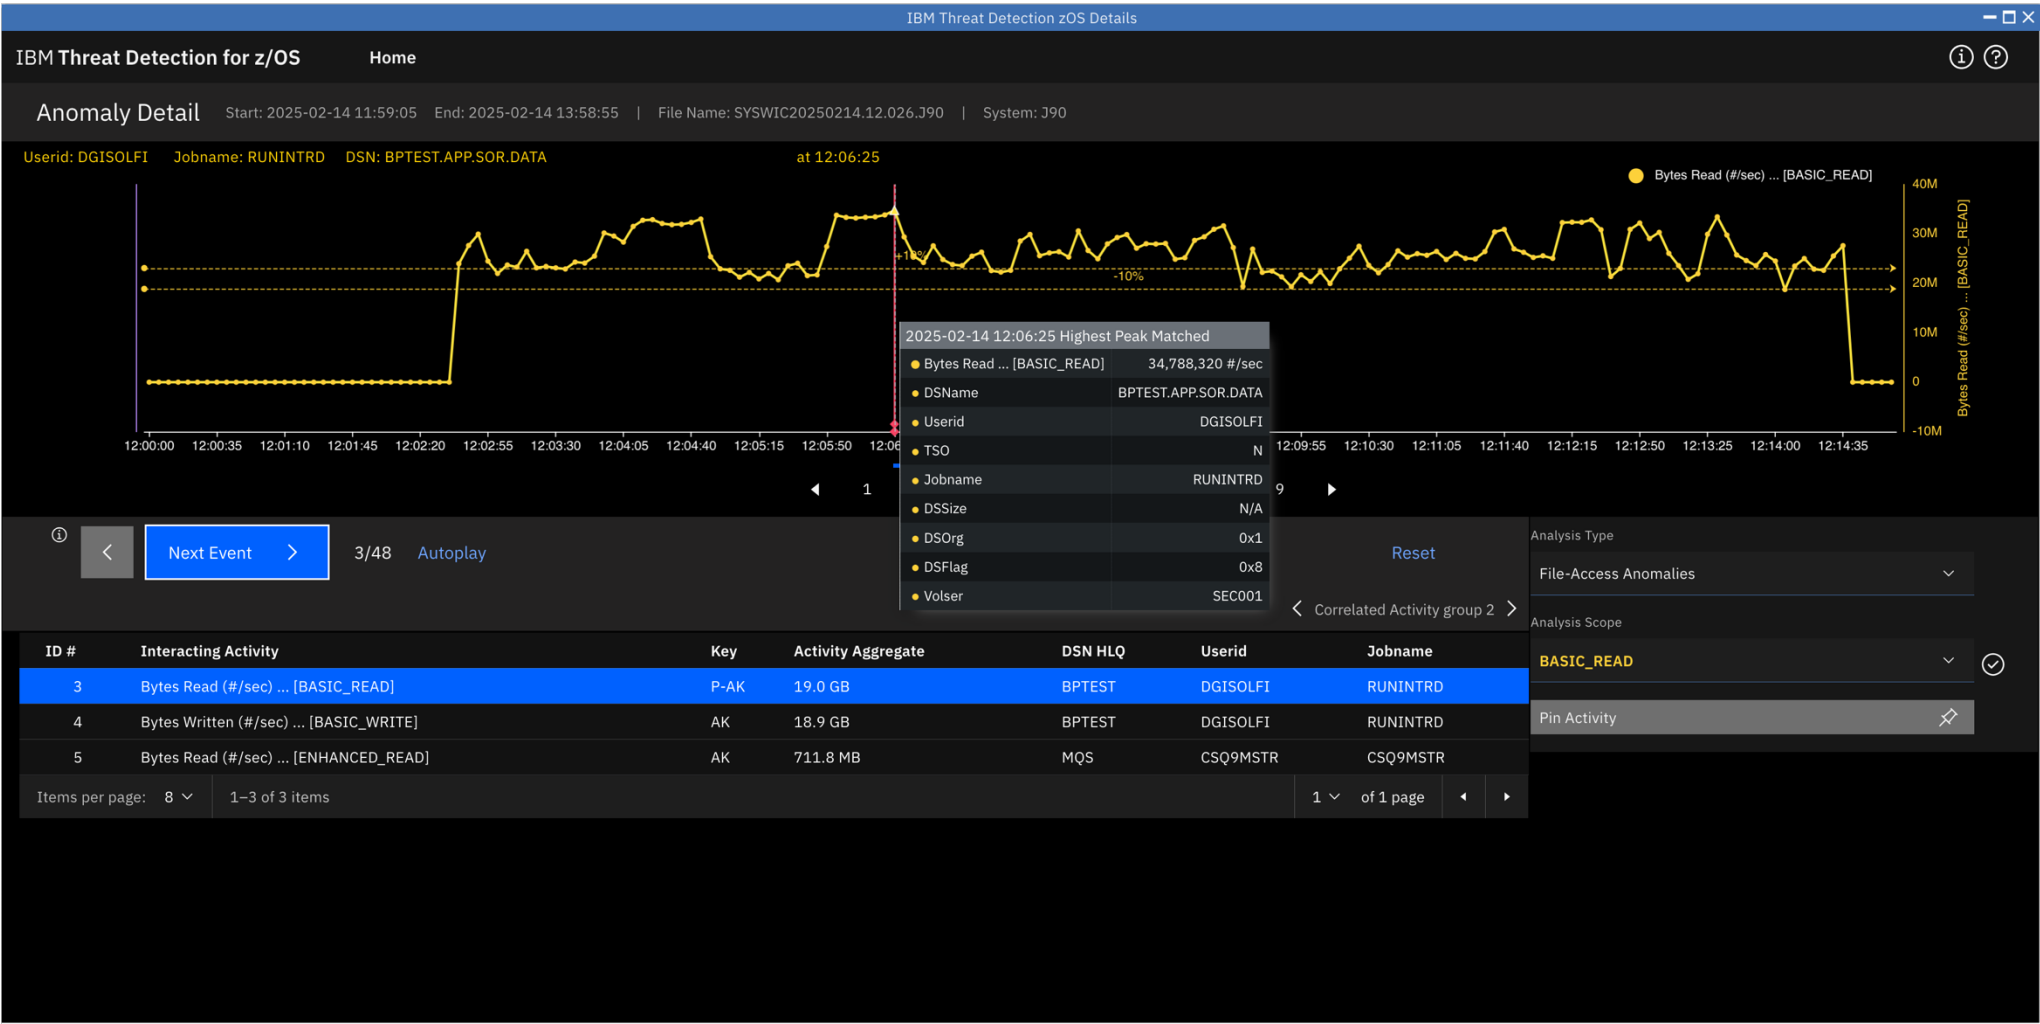 IBM Threat Detection zOS Details
IBM Threat Detection for z/OS Home
Anomaly Detail Start: 2025-02-14 11:59:05 End: 2025-02-14 13:58:55 | File Name: SYSWIC20250214.12.026.J90 | System: J90
Userid: DGISOLFI Jobname: RUNINTRD DSN: BPTEST.APP.SOR.DATA at 12:06:25
Bytes Read (#/sec) ... [BASIC_READ]
40M
30M
20M
10M
0
-10M
Bytes Read (#/sec) ... [BASIC_READ]
+10%
-10%
12:00:00 12:00:35 12:01:10 12:01:45 12:02:20 12:02:55 12:03:30 12:04:05 12:04:40 12:05:15 12:05:50 12:06 12:09:55 12:10:30 12:11:05 12:11:40 12:12:15 12:12:50 12:13:25 12:14:00 12:14:35
2025-02-14 12:06:25 Highest Peak Matched
Bytes Read ... [BASIC_READ] 34,788,320 #/sec
DSName BPTEST.APP.SOR.DATA
Userid DGISOLFI
TSO N
Jobname RUNINTRD
DSSize N/A
DSOrg 0x1
DSFlag 0x8
Volser SEC001
1 9
Next Event 3/48 Autoplay Reset
Correlated Activity group 2
Analysis Type
File-Access Anomalies
Analysis Scope
BASIC_READ
Pin Activity
ID # Interacting Activity Key Activity Aggregate DSN HLQ Userid Jobname
3 Bytes Read (#/sec) ... [BASIC_READ] P-AK 19.0 GB BPTEST DGISOLFI RUNINTRD
4 Bytes Written (#/sec) ... [BASIC_WRITE] AK 18.9 GB BPTEST DGISOLFI RUNINTRD
5 Bytes Read (#/sec) ... [ENHANCED_READ] AK 711.8 MB MQS CSQ9MSTR CSQ9MSTR
Items per page: 8 1–3 of 3 items 1 of 1 page